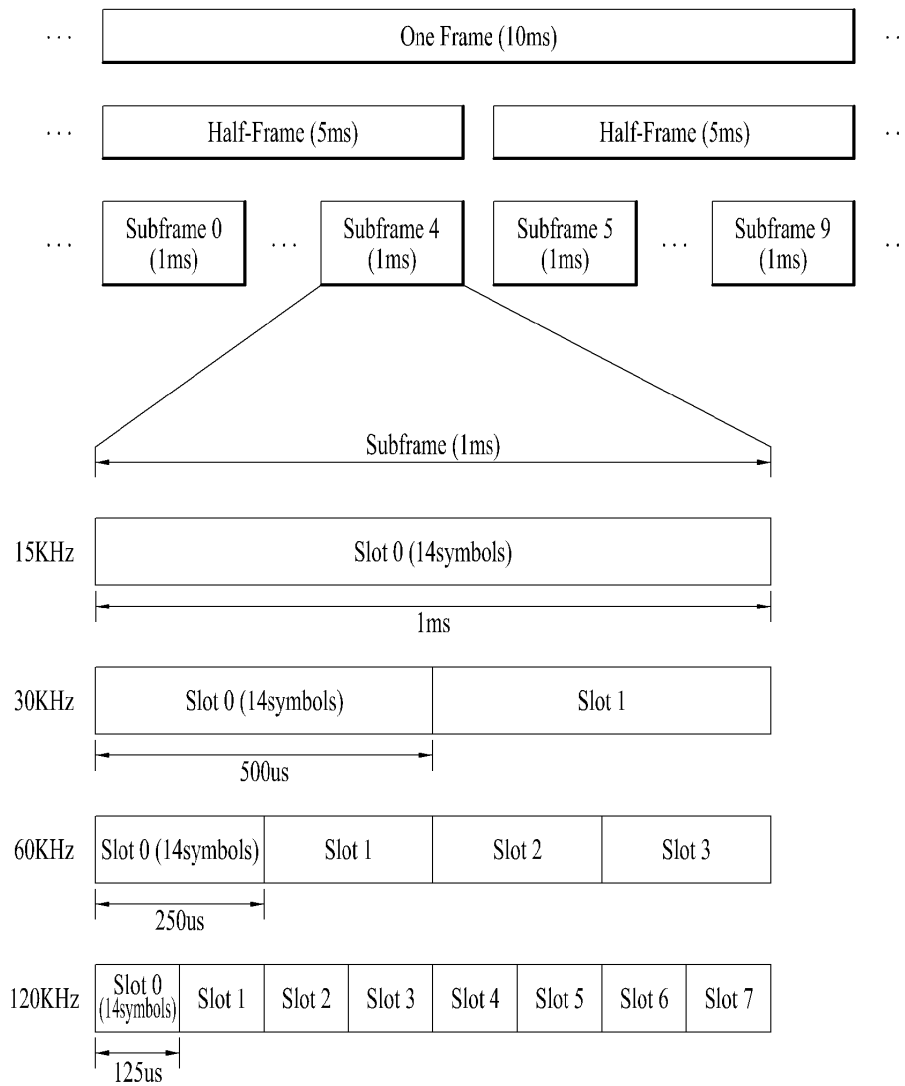 ... One Frame (10ms) ...
... Half-Frame (5ms) Half-Frame (5ms) ...
... Subframe 0 (1ms) ... Subframe 4 (1ms) Subframe 5 (1ms) ... Subframe 9 (1ms) ...
Subframe (1ms)
15KHz Slot 0 (14symbols)
1ms
30KHz Slot 0 (14symbols) Slot 1
500us
60KHz Slot 0 (14symbols) Slot 1 Slot 2 Slot 3
250us
120KHz Slot 0 (14symbols) Slot 1 Slot 2 Slot 3 Slot 4 Slot 5 Slot 6 Slot 7
125us